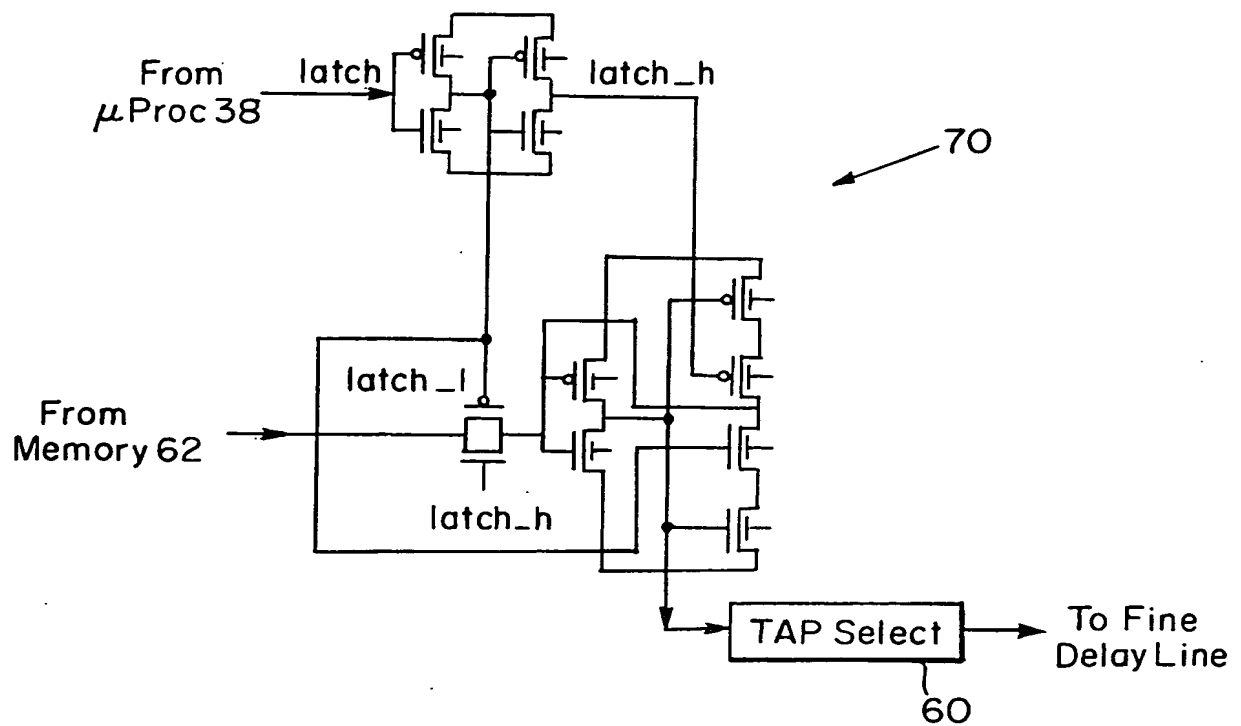 From
μProc 38
latch
latch_h
70
latch_l
From
Memory 62
latch_h
TAP Select
To Fine
Delay Line
60